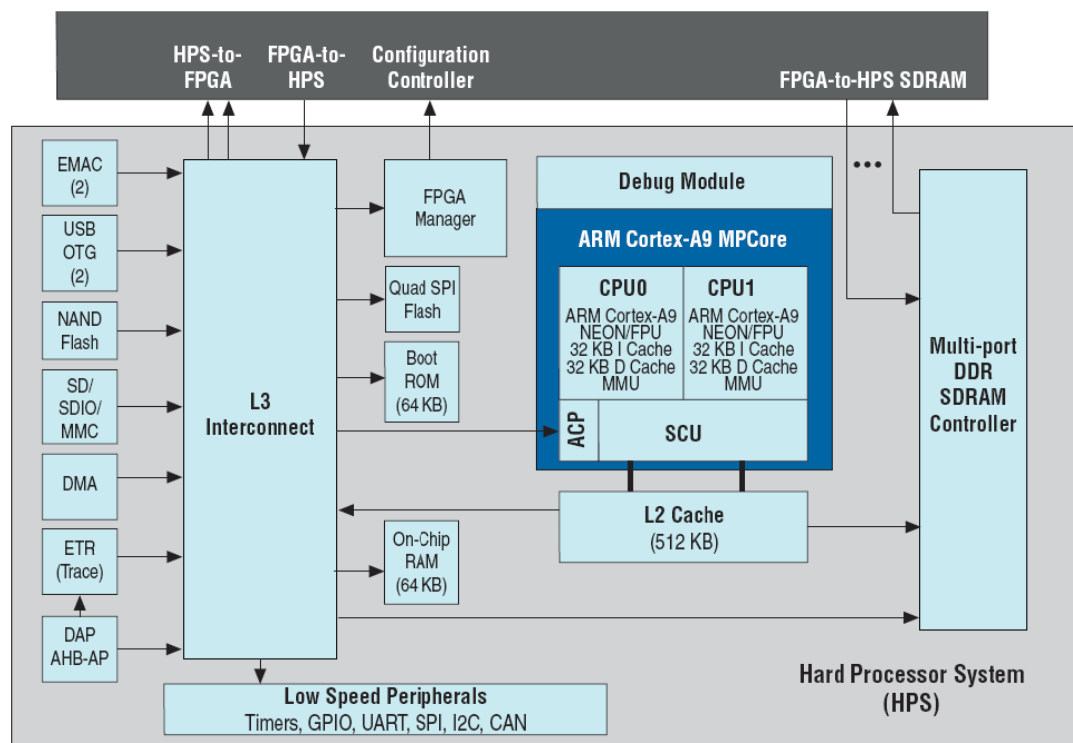 HPS-to-
FPGA
FPGA-to-
HPS
Configuration
Controller
FPGA-to-HPS SDRAM
EMAC
(2)
USB
OTG
(2)
NAND
Flash
SD/
SDIO/
MMC
DMA
ETR
(Trace)
DAP
AHB-AP
L3
Interconnect
FPGA
Manager
Quad SPI
Flash
Boot
ROM
(64 KB)
On-Chip
RAM
(64 KB)
Debug Module
ARM Cortex-A9 MPCore
CPU0
ARM Cortex-A9
NEON/FPU
32 KB I Cache
32 KB D Cache
MMU
CPU1
ARM Cortex-A9
NEON/FPU
32 KB I Cache
32 KB D Cache
MMU
ACP
SCU
L2 Cache
(512 KB)
•••
Multi-port
DDR
SDRAM
Controller
Low Speed Peripherals
Timers, GPIO, UART, SPI, I2C, CAN
Hard Processor System
(HPS)